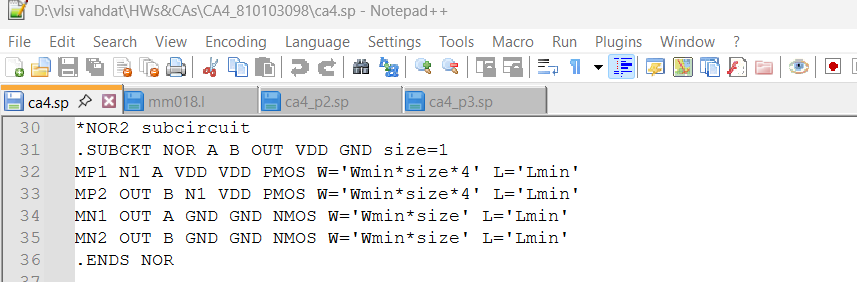 D:\vlsi vahdat\HWs&CAs\CA4_810103098\ca4.sp - Notepad++
File Edit Search View Encoding Language Settings Tools Macro Run Plugins Window ?
ca4.sp mm018.l ca4_p2.sp ca4_p3.sp
30 *NOR2 subcircuit
31 .SUBCKT NOR A B OUT VDD GND size=1
32 MP1 N1 A VDD VDD PMOS W='Wmin*size*4' L='Lmin'
33 MP2 OUT B N1 VDD PMOS W='Wmin*size*4' L='Lmin'
34 MN1 OUT A GND GND NMOS W='Wmin*size' L='Lmin'
35 MN2 OUT B GND GND NMOS W='Wmin*size' L='Lmin'
36 .ENDS NOR